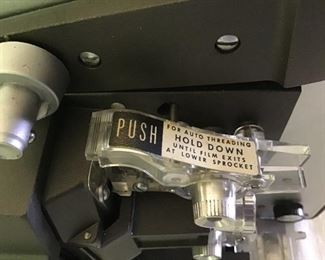 PUSH
FOR AUTO THREADING
HOLD DOWN
UNTIL FILM EXITS
AT LOWER SPROCKET